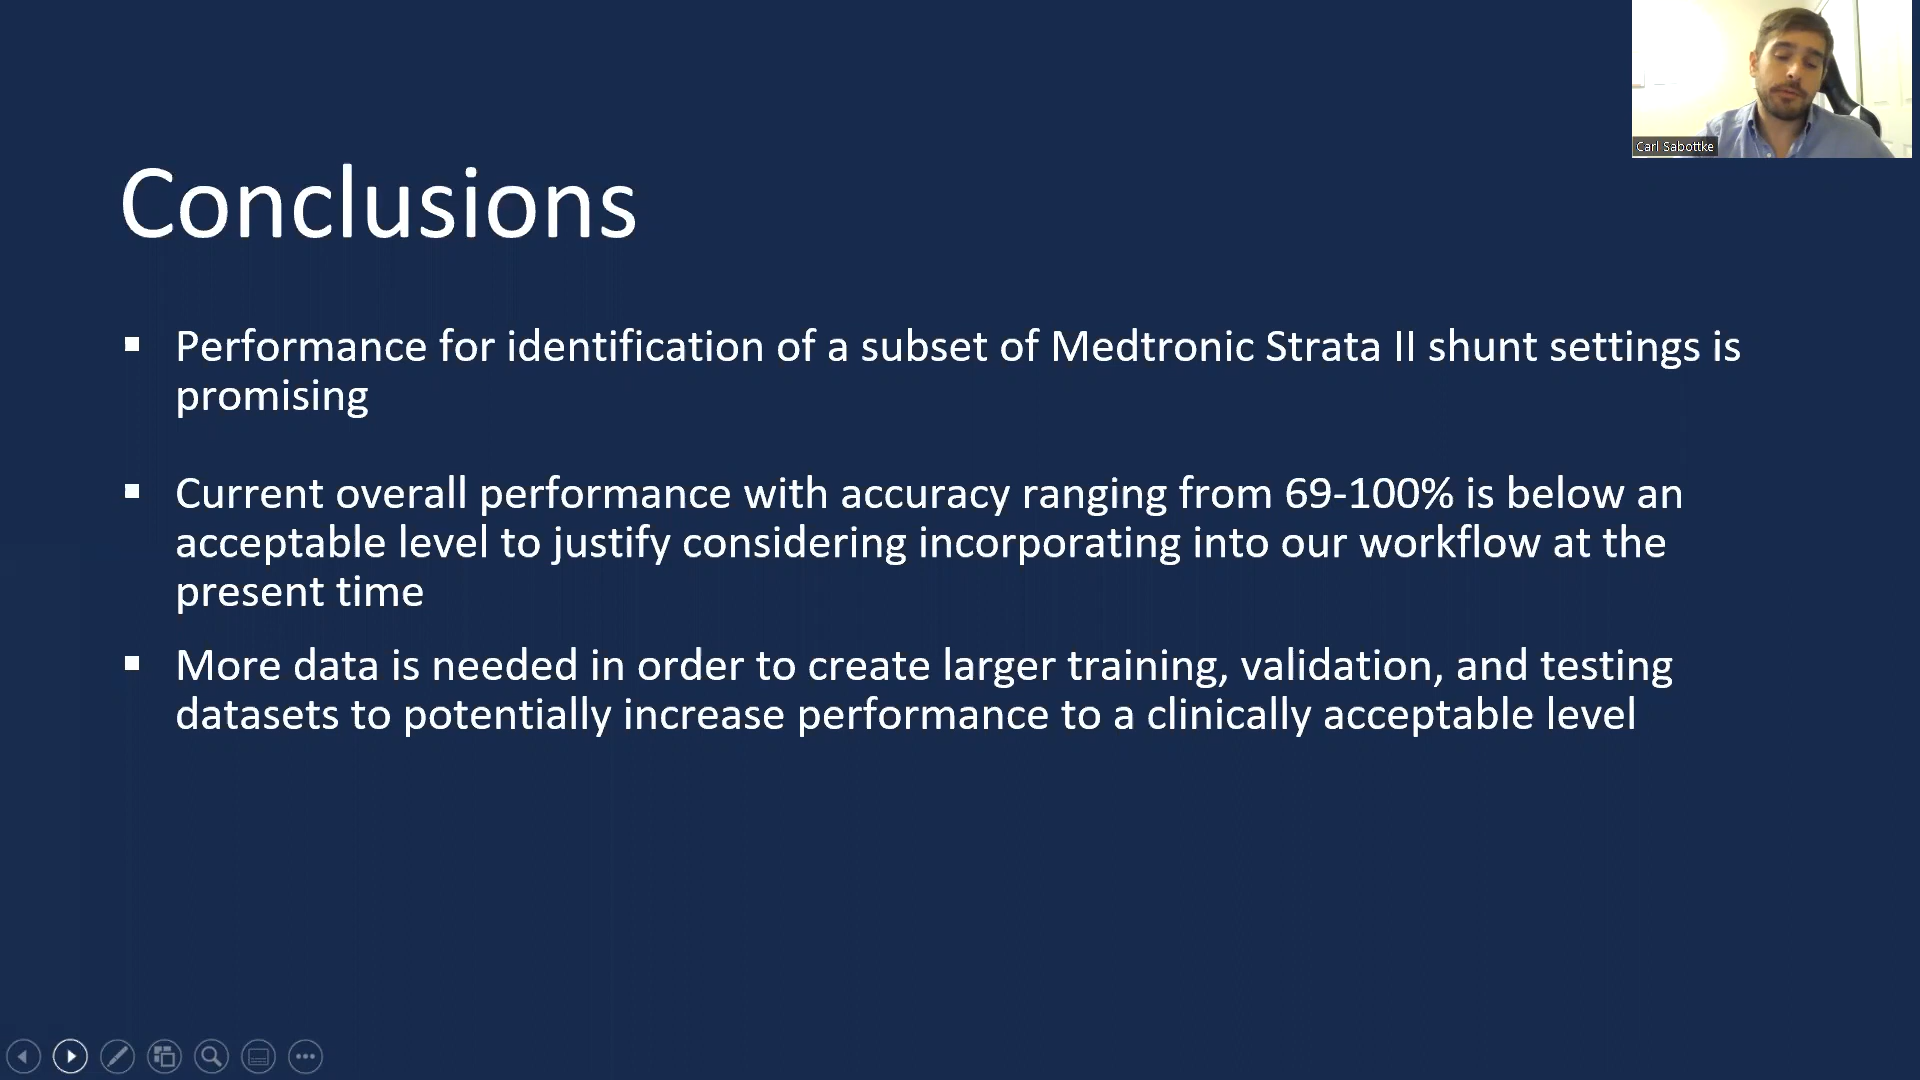 Carl Sabottke
Conclusions
Performance for identification of a subset of Medtronic Strata II shunt settings is
promising
Current overall performance with accuracy ranging from 69-100% is below an
acceptable level to justify considering incorporating into our workflow at the
present time
More data is needed in order to create larger training, validation, and testing
datasets to potentially increase performance to a clinically acceptable level